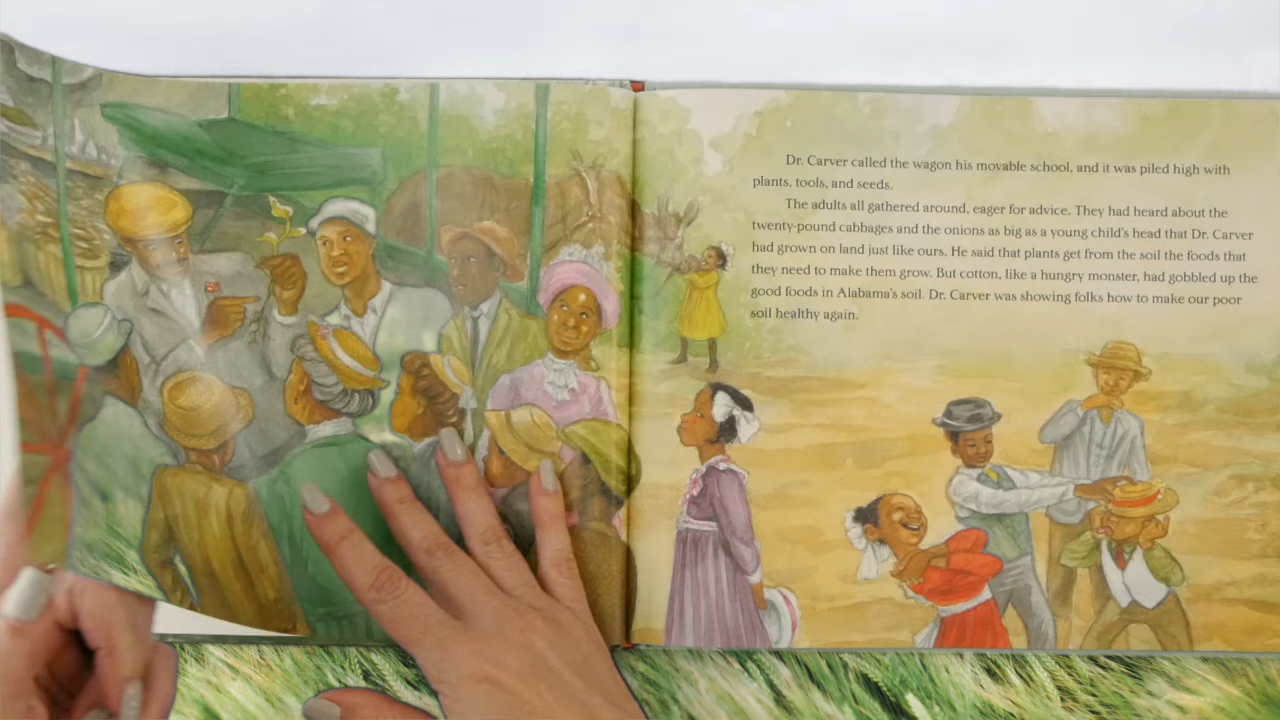 Dr. Carver called the wagon his movable school, and it was piled high with
plants, tools, and seeds.
The adults all gathered around, eager for advice. They had heard about the
twenty-pound cabbages and the onions as big as a young child's head that Dr. Carver
had grown on land just like ours. He said that plants get from the soil the foods that
they need to make them grow. But cotton, like a hungry monster, had gobbled up the
good foods in Alabama's soil. Dr. Carver was showing folks how to make our poor
soil healthy again.